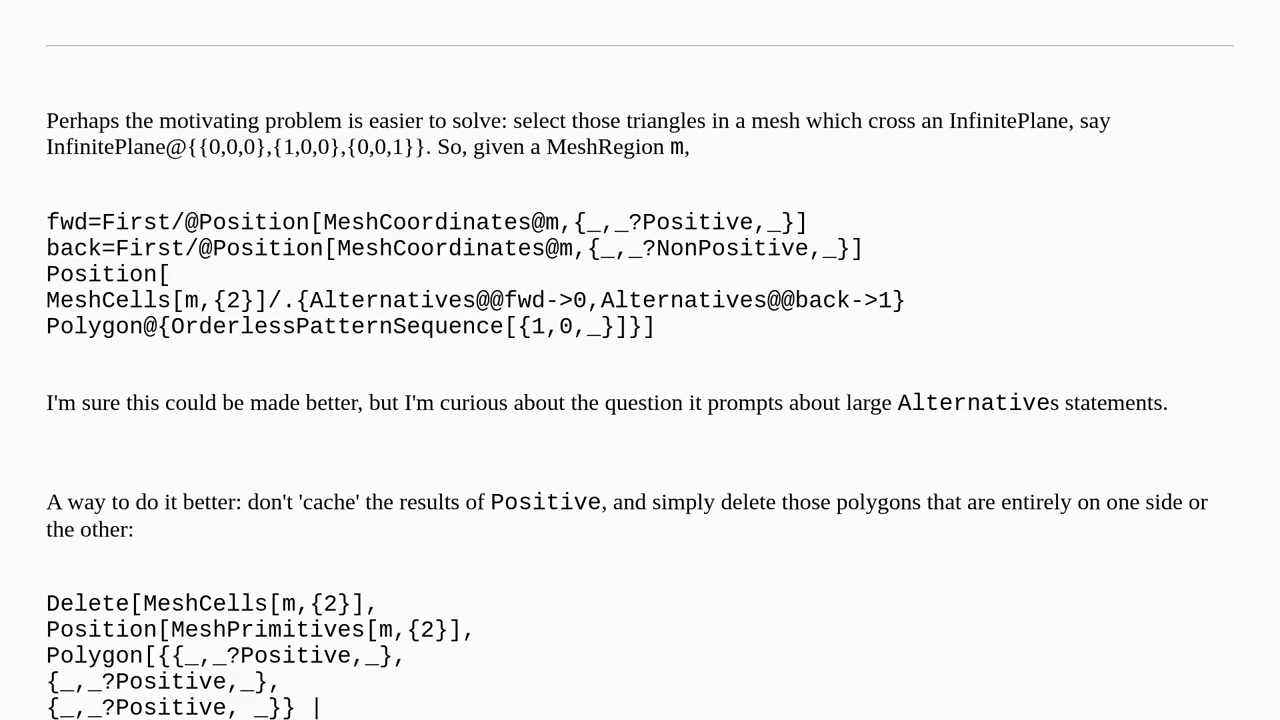 Perhaps the motivating problem is easier to solve: select those triangles in a mesh which cross an InfinitePlane, say
InfinitePlane@{{0,0,0},{1,0,0},{0,0,1}}. So, given a MeshRegion m,
fwd=First/@Position[MeshCoordinates@m,{_,_?Positive,_}]
back=First/@Position[MeshCoordinates@m,{_,_?NonPositive,_}]
Position[
MeshCells[m,{2}]/.{Alternatives@@fwd->0,Alternatives@@back->1}
Polygon@{OrderlessPatternSequence[{1,0,_}]}]
I'm sure this could be made better, but I'm curious about the question it prompts about large Alternatives statements.
A way to do it better: don't 'cache' the results of Positive, and simply delete those polygons that are entirely on one side or
the other:
Delete[MeshCells[m,{2}],
Position[MeshPrimitives[m,{2}],
Polygon[{{_,_?Positive,_},
{_,_?Positive,_},
{_,_?Positive, _}} |